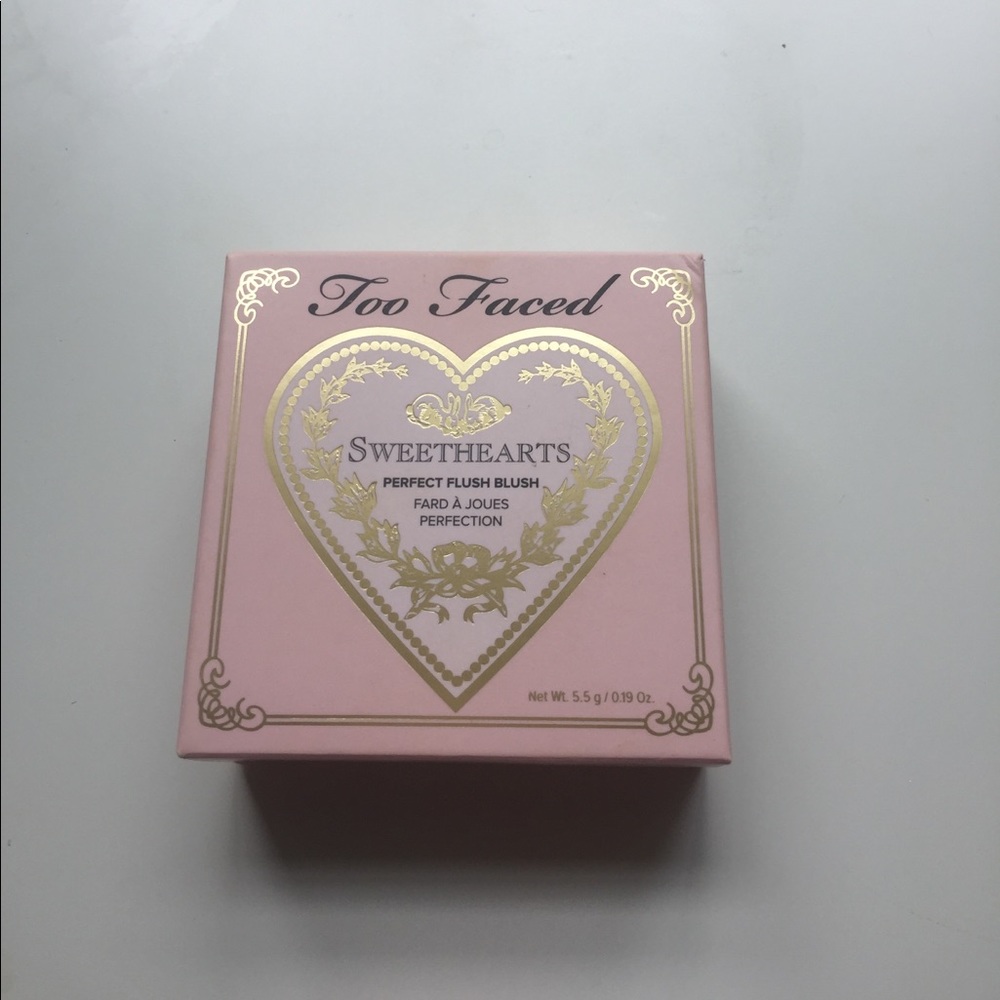 Too Faced
SWEETHEARTS
PERFECT FLUSH BLUSH
FARD À JOUES
PERFECTION
Net Wt. 5.5 g / 0.19 Oz.